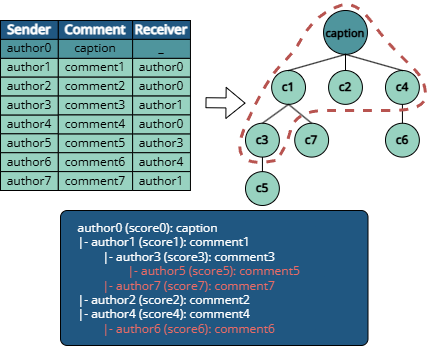 Sender Comment Receiver
author0 caption _
author1 comment1 author0
author2 comment2 author0
author3 comment3 author1
author4 comment4 author0
author5 comment5 author3
author6 comment6 author4
author7 comment7 author1
caption
c1 c2 c4
c3 c7 c6
c5
author0 (score0): caption
|- author1 (score1): comment1
|- author3 (score3): comment3
|- author5 (score5): comment5
|- author7 (score7): comment7
|- author2 (score2): comment2
|- author4 (score4): comment4
|- author6 (score6): comment6